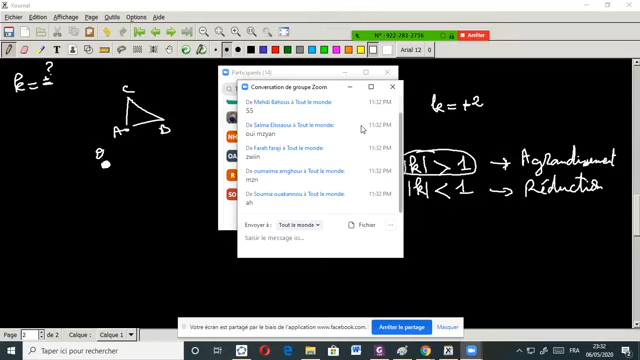 Xournal
Fichier Edition Affichage Page Outils Options Aide
N° : 922-281-2756
Arrêter
Arial 12
k = ?
C
A
B
k = +2
|k| > 1 → Agrandissement
|k| < 1 → Réduction
Participants (14)
Conversation de groupe Zoom
De Mehdi Bahous à Tout le monde: 11:32 PM
55
De Salma Elissaoui à Tout le monde: 11:32 PM
oui mzyan
De Farah faraji à Tout le monde: 11:32 PM
zwiin
De oumaima amghour à Tout le monde: 11:32 PM
mzn
De Soumia ouakannou à Tout le monde: 11:32 PM
ah
Envoyer à : Tout le monde Fichier
Saisir le message ici...
NH
OA
R
SO
Votre écran est partagé par le biais de l'application www.facebook.com. Arrêter le partage Masquer
Page 2 de 2 Calque : Calque 1
Taper ici pour rechercher
FRA
23:32
06/05/2020